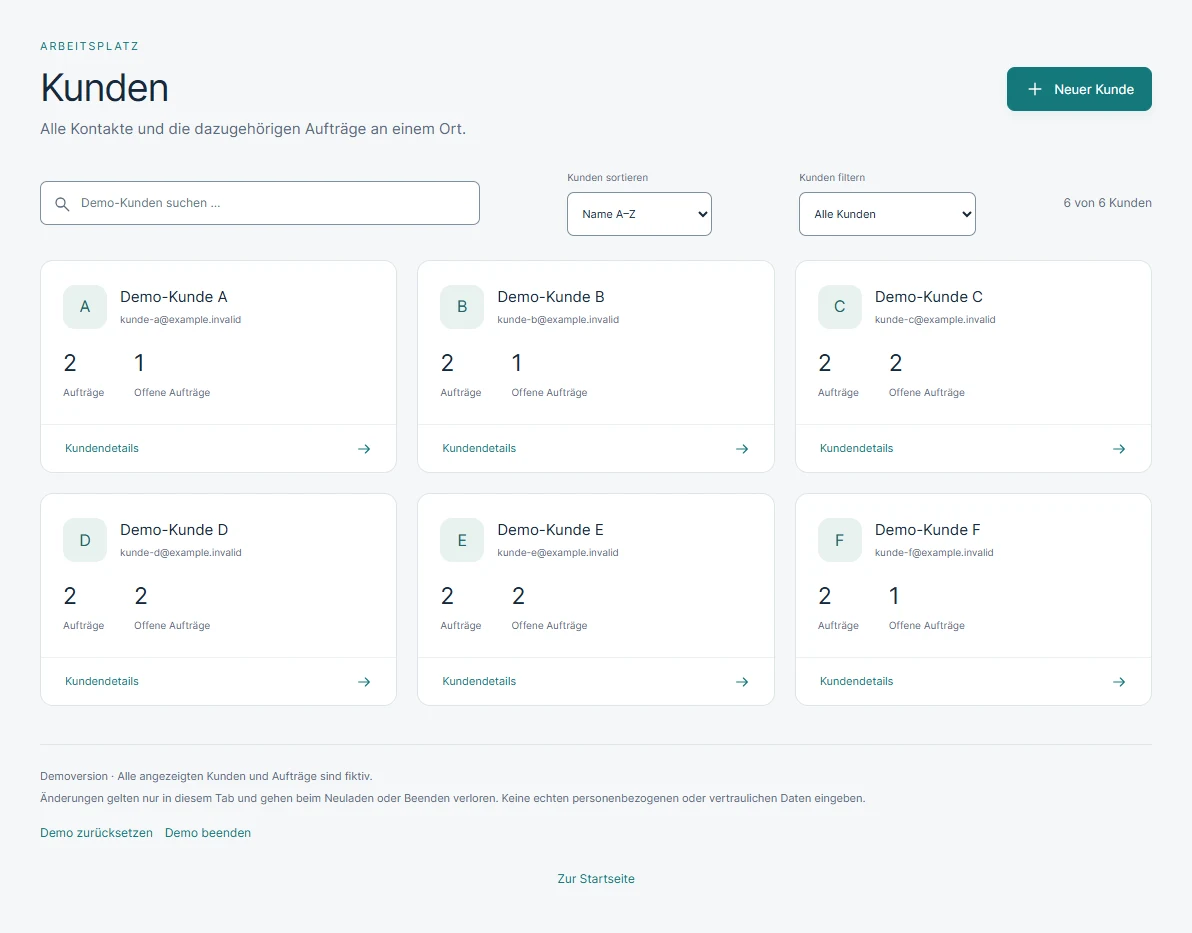 ARBEITSPLATZ
Kunden
Alle Kontakte und die dazugehörigen Aufträge an einem Ort.
Neuer Kunde
Demo-Kunden suchen ...
Kunden sortieren
Name A–Z
Kunden filtern
Alle Kunden
6 von 6 Kunden
A
Demo-Kunde A
kunde-a@example.invalid
2 1
Aufträge Offene Aufträge
Kundendetails
B
Demo-Kunde B
kunde-b@example.invalid
2 1
Aufträge Offene Aufträge
Kundendetails
C
Demo-Kunde C
kunde-c@example.invalid
2 2
Aufträge Offene Aufträge
Kundendetails
D
Demo-Kunde D
kunde-d@example.invalid
2 2
Aufträge Offene Aufträge
Kundendetails
E
Demo-Kunde E
kunde-e@example.invalid
2 2
Aufträge Offene Aufträge
Kundendetails
F
Demo-Kunde F
kunde-f@example.invalid
2 1
Aufträge Offene Aufträge
Kundendetails
Demoversion · Alle angezeigten Kunden und Aufträge sind fiktiv.
Änderungen gelten nur in diesem Tab und gehen beim Neuladen oder Beenden verloren. Keine echten personenbezogenen oder vertraulichen Daten eingeben.
Demo zurücksetzen Demo beenden
Zur Startseite